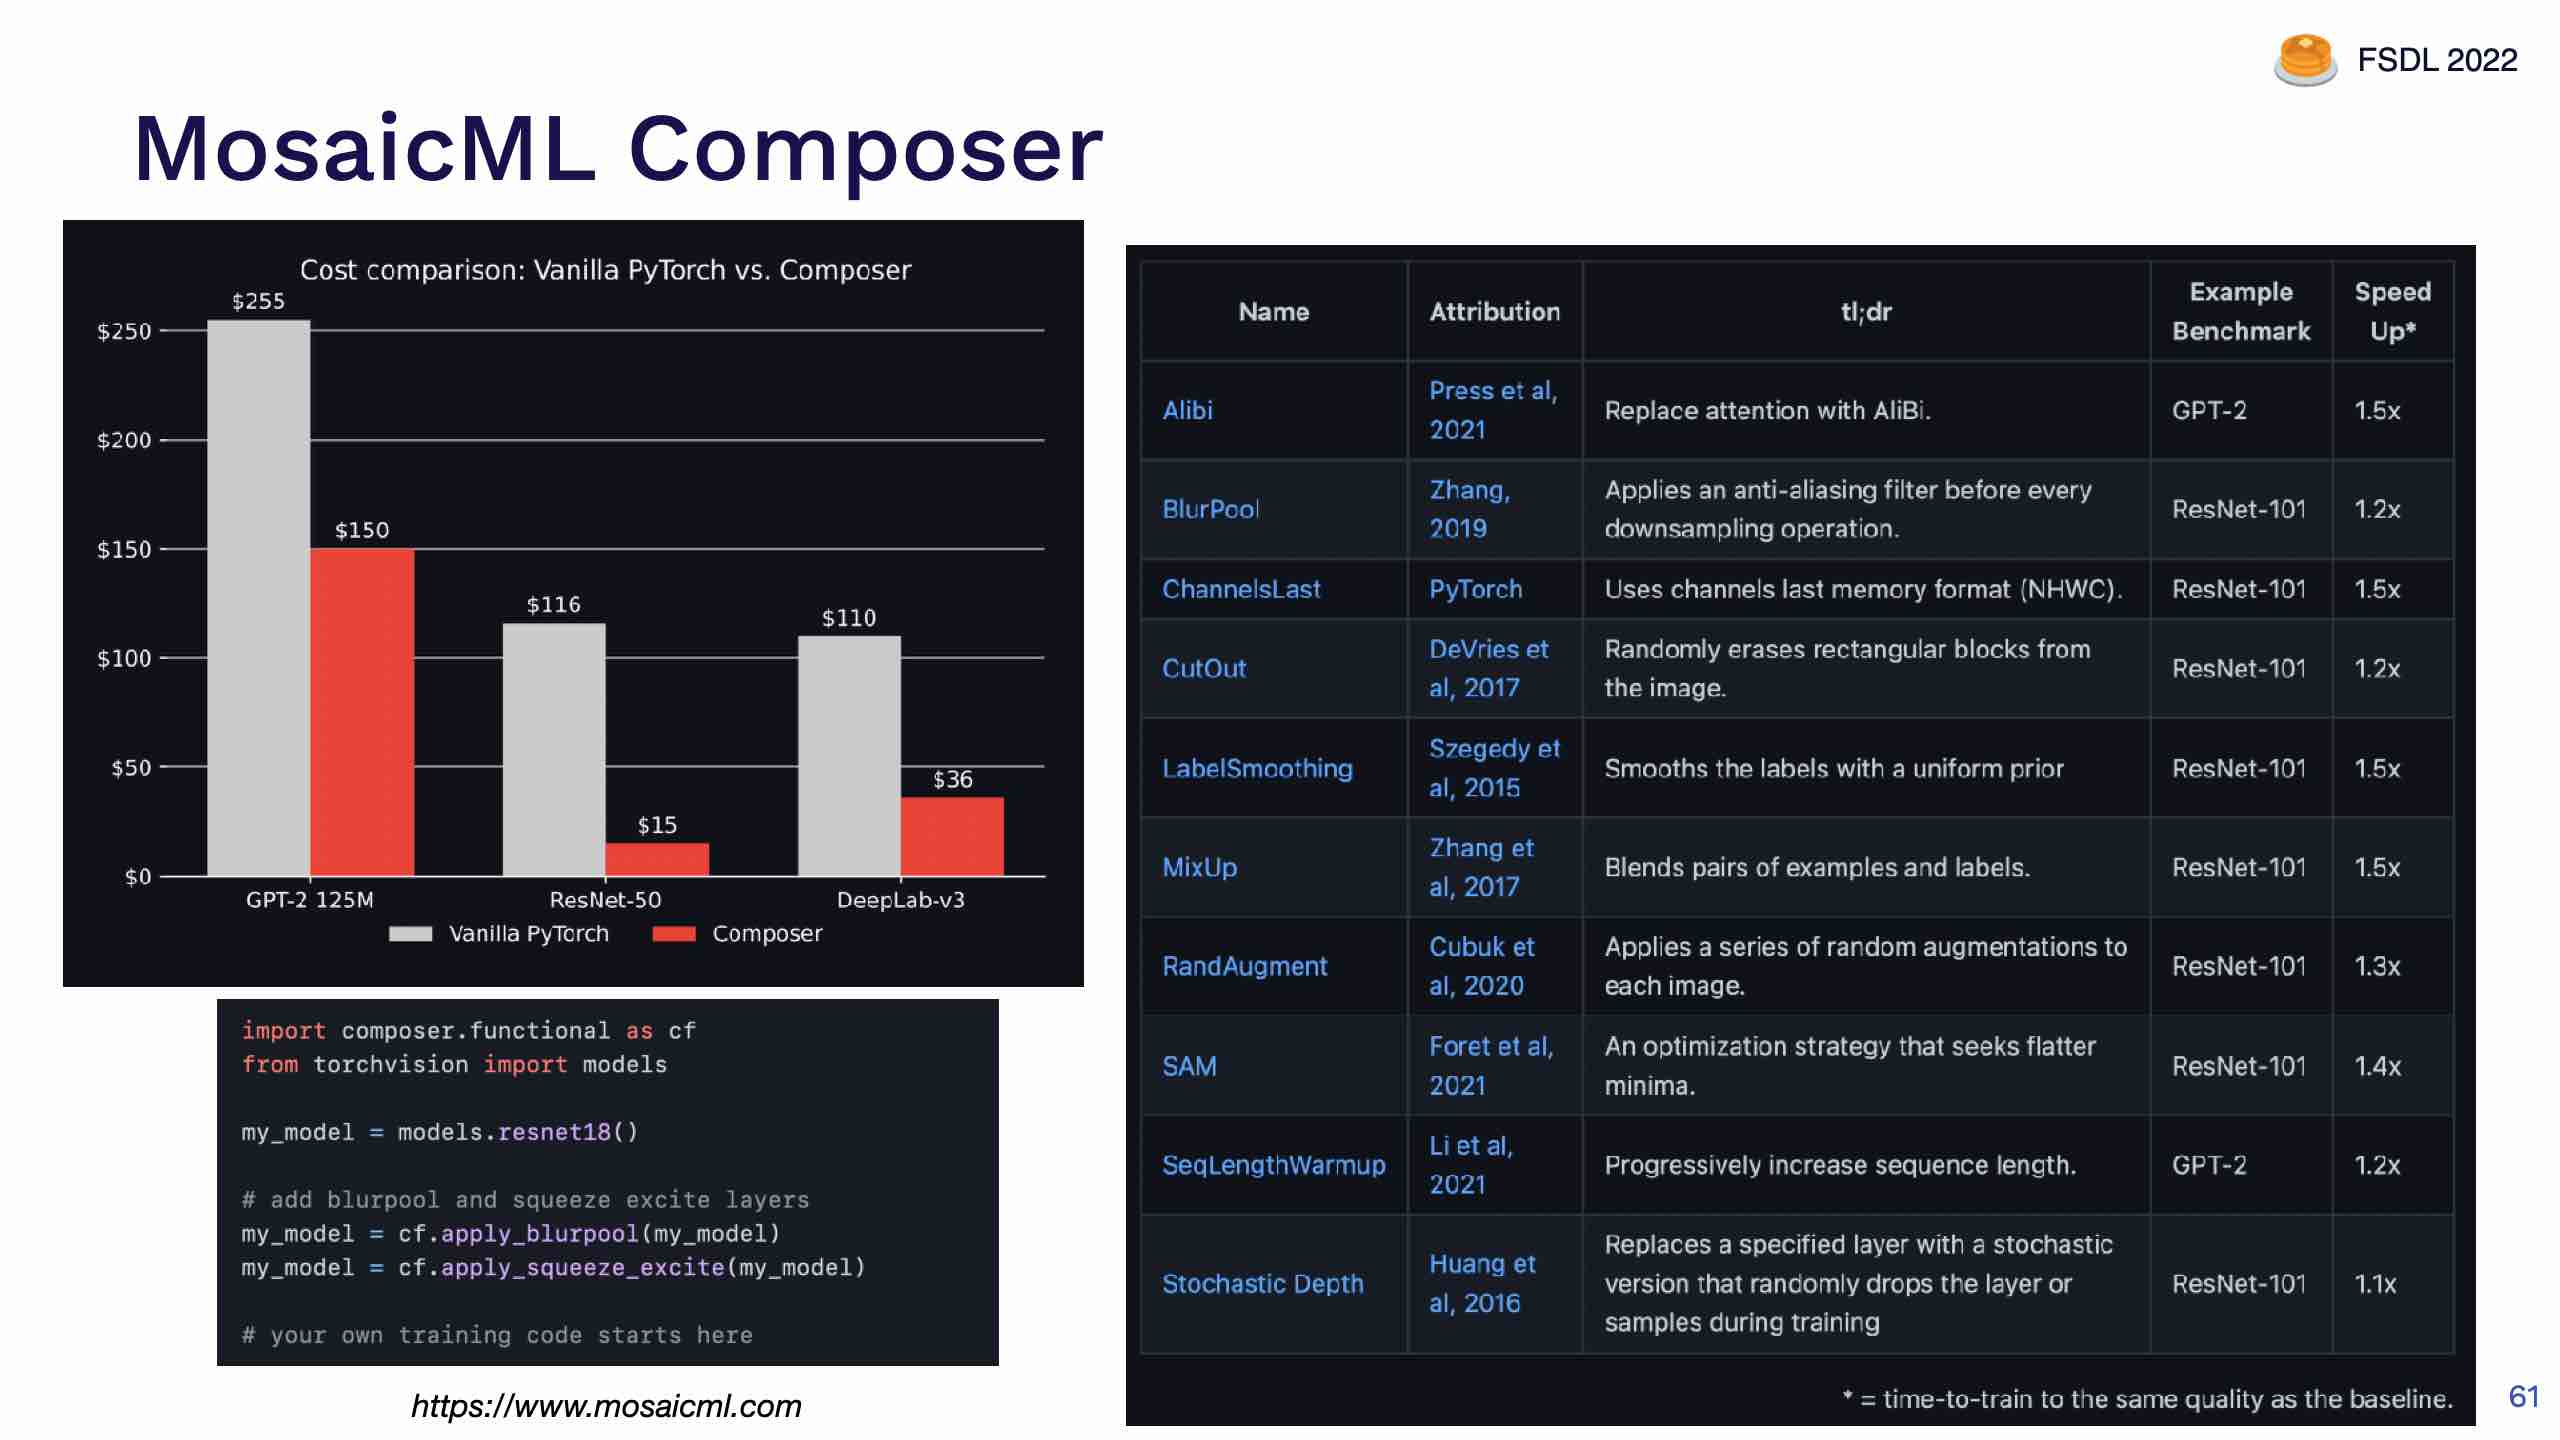 FSDL 2022
MosaicML Composer
Cost comparison: Vanilla PyTorch vs. Composer
$255
$250
$200
$150
$150
$116
$110
$100
$50
$36
$15
$0
GPT-2 125M ResNet-50 DeepLab-v3
Vanilla PyTorch Composer
import composer.functional as cf
from torchvision import models
my_model = models.resnet18()
# add blurpool and squeeze excite layers
my_model = cf.apply_blurpool(my_model)
my_model = cf.apply_squeeze_excite(my_model)
# your own training code starts here
https://www.mosaicml.com
Name Attribution tl;dr Example Benchmark Speed Up*
Alibi Press et al, 2021 Replace attention with AliBi. GPT-2 1.5x
BlurPool Zhang, 2019 Applies an anti-aliasing filter before every downsampling operation. ResNet-101 1.2x
ChannelsLast PyTorch Uses channels last memory format (NHWC). ResNet-101 1.5x
CutOut DeVries et al, 2017 Randomly erases rectangular blocks from the image. ResNet-101 1.2x
LabelSmoothing Szegedy et al, 2015 Smooths the labels with a uniform prior ResNet-101 1.5x
MixUp Zhang et al, 2017 Blends pairs of examples and labels. ResNet-101 1.5x
RandAugment Cubuk et al, 2020 Applies a series of random augmentations to each image. ResNet-101 1.3x
SAM Foret et al, 2021 An optimization strategy that seeks flatter minima. ResNet-101 1.4x
SeqLengthWarmup Li et al, 2021 Progressively increase sequence length. GPT-2 1.2x
Stochastic Depth Huang et al, 2016 Replaces a specified layer with a stochastic version that randomly drops the layer or samples during training ResNet-101 1.1x
* = time-to-train to the same quality as the baseline.
61